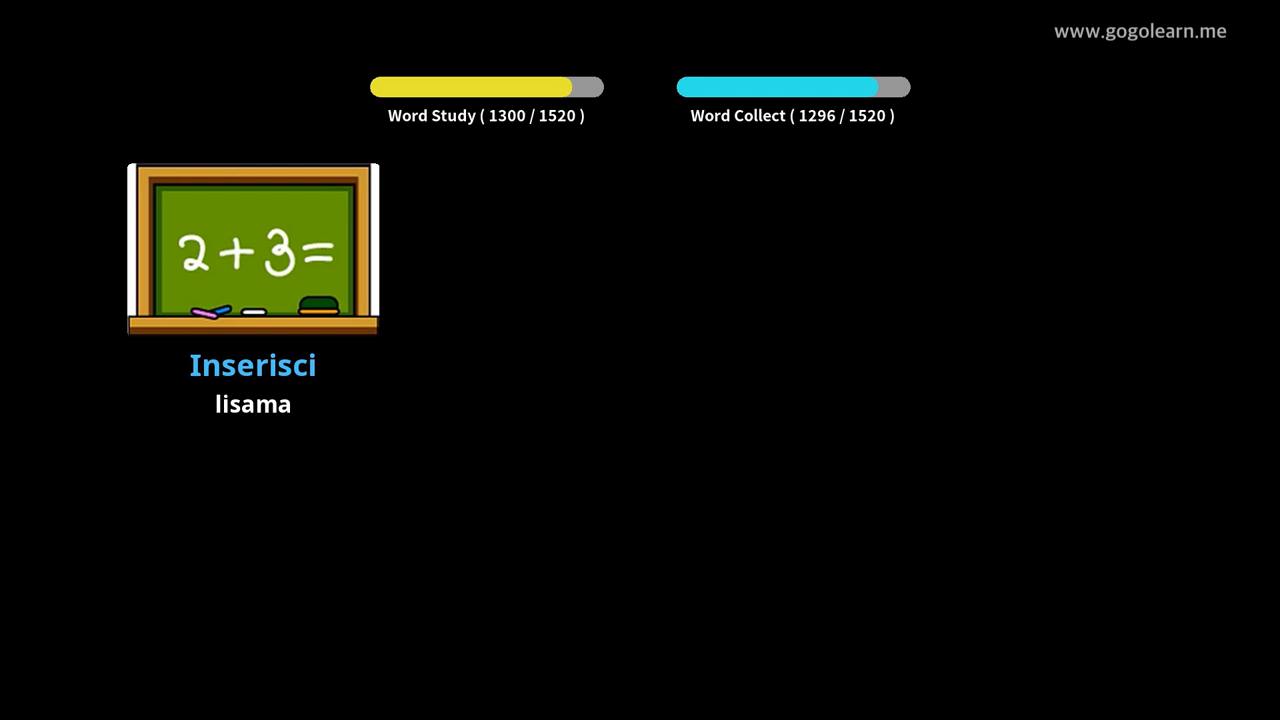 www.gogolearn.me
Word Study ( 1300 / 1520 )
Word Collect ( 1296 / 1520 )
2+3=
Inserisci
lisama